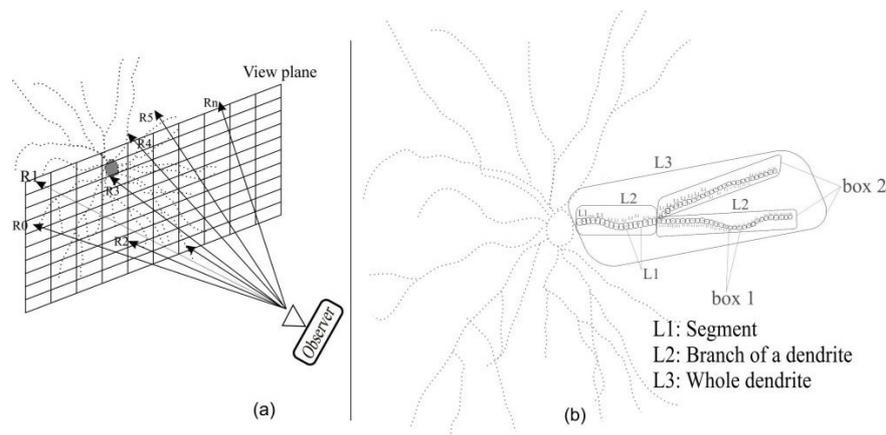 View plane
Rn
R5
R4
R1
R3
R0
R2
Observer
(a)
L3
L2
L1
L2
box 2
L1
box 1
L1: Segment
L2: Branch of a dendrite
L3: Whole dendrite
(b)